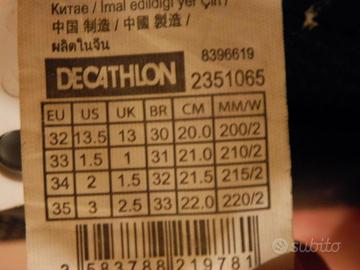 Китае / İmal edildiği yer Çin /
中国 制造 / 中國 製造 /
ผลิตในจีน
8396619
DECATHLON 2351065
EU US UK BR CM MM/W
32 13.5 13 30 20.0 200/2
33 1.5 1 31 21.0 210/2
34 2 1.5 32 21.5 215/2
35 3 2.5 33 22.0 220/2
3 583788 219781
subito